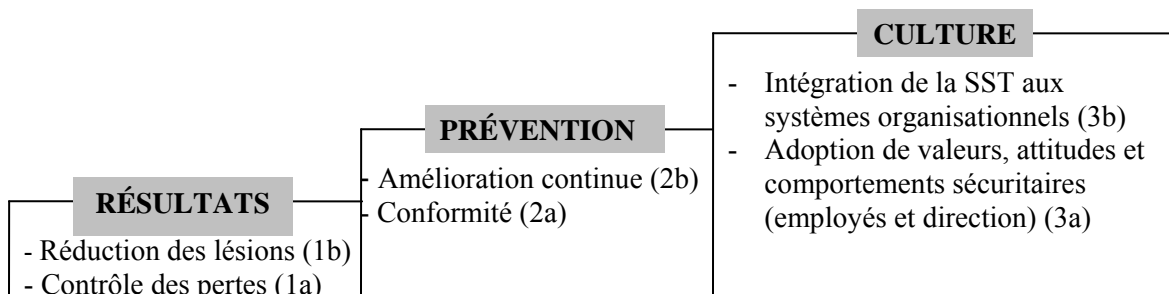 CULTURE
- Intégration de la SST aux
systèmes organisationnels (3b)
- Adoption de valeurs, attitudes et
comportements sécuritaires
(employés et direction) (3a)
PRÉVENTION
- Amélioration continue (2b)
- Conformité (2a)
RÉSULTATS
- Réduction des lésions (1b)
- Contrôle des pertes (1a)